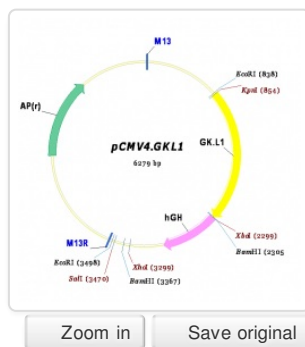 M13
EcoRI (838)
KpnI (854)
AP(r)
pCMV4.GKL1
6279 bp
GK.L1
hGH
XbaI (2299)
BamHI (2305
M13R
EcoRI (3498)
SalI (3470)
XbaI (3299)
BamHI (3367)
Zoom in
Save original